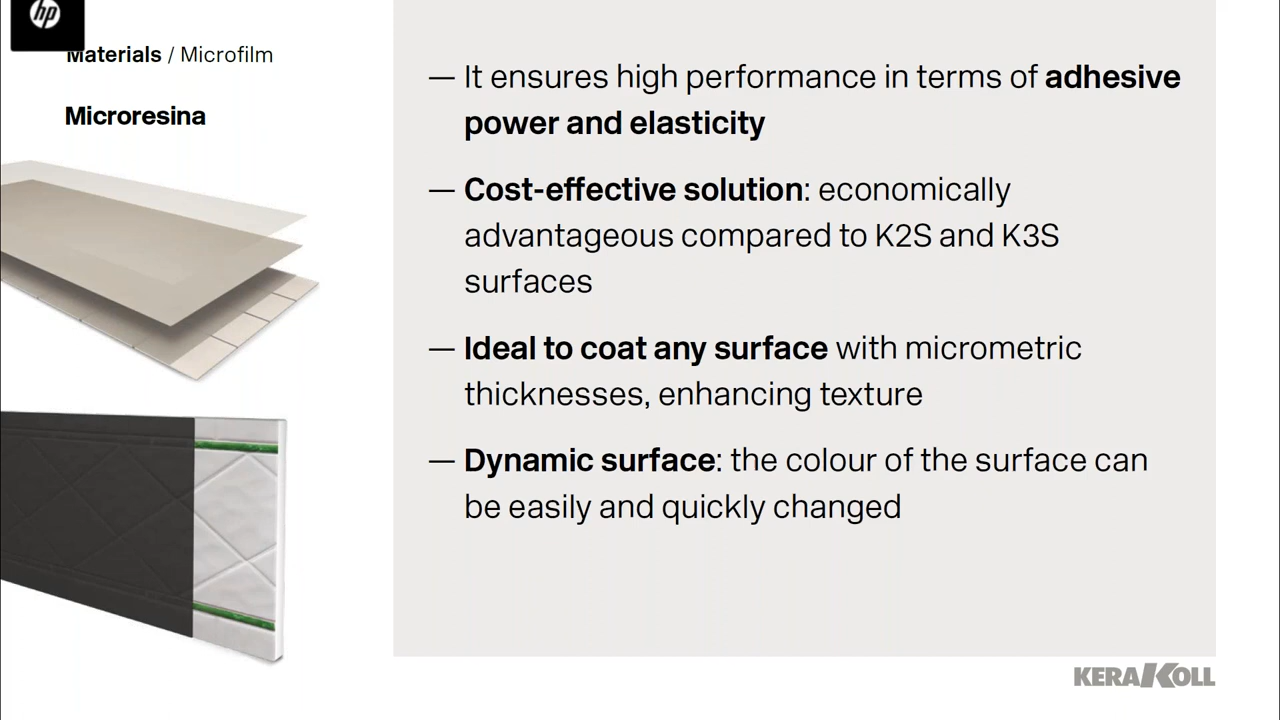 hp
Materials / Microfilm
Microresina
— It ensures high performance in terms of adhesive
power and elasticity
— Cost-effective solution: economically
advantageous compared to K2S and K3S
surfaces
— Ideal to coat any surface with micrometric
thicknesses, enhancing texture
— Dynamic surface: the colour of the surface can
be easily and quickly changed
KERAKOLL